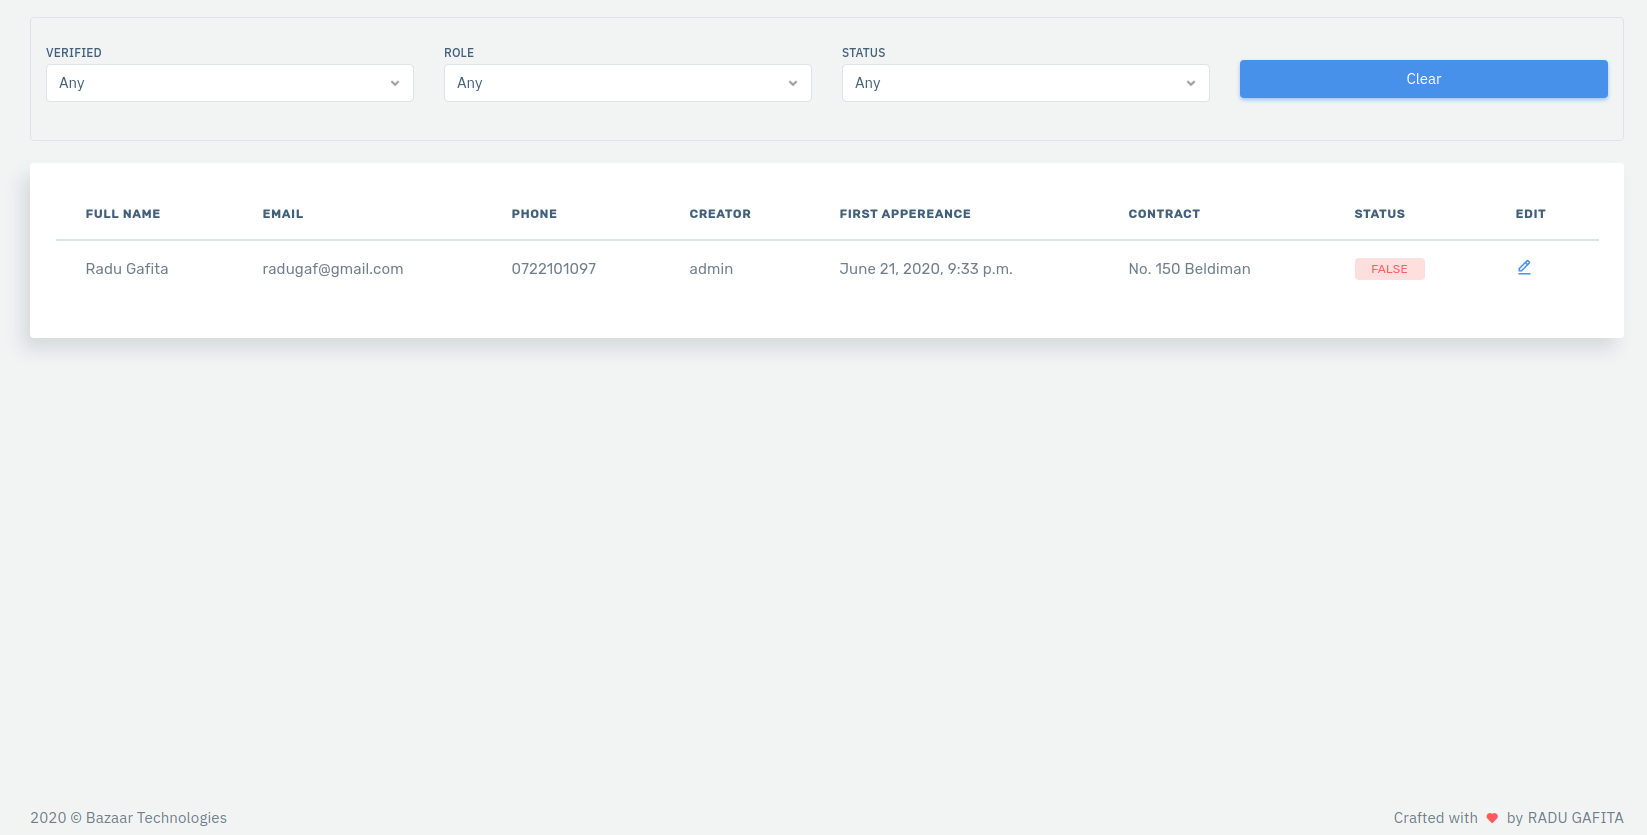 VERIFIED ROLE STATUS
Any Any Any Clear
FULL NAME EMAIL PHONE CREATOR FIRST APPEREANCE CONTRACT STATUS EDIT
Radu Gafita radugaf@gmail.com 0722101097 admin June 21, 2020, 9:33 p.m. No. 150 Beldiman FALSE
2020 © Bazaar Technologies Crafted with ♥ by RADU GAFITA